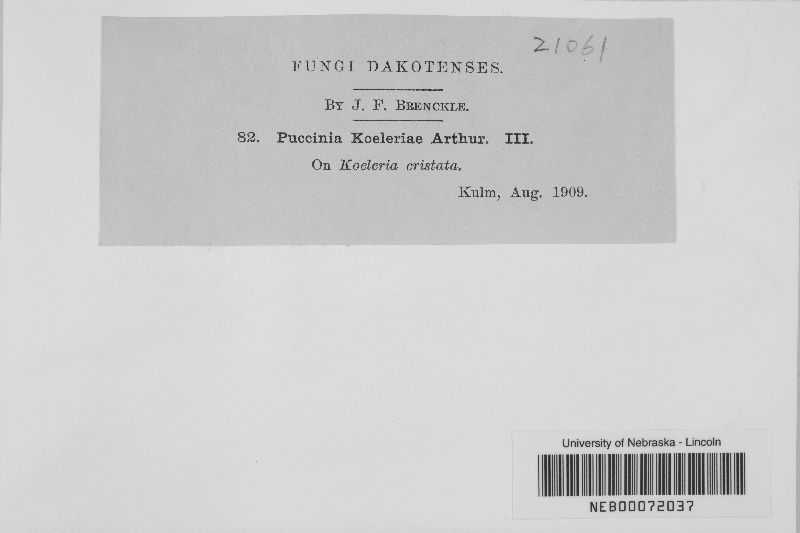 21061
FUNGI DAKOTENSES.
BY J. F. BRENCKLE.
82. Puccinia Koeleriae Arthur. III.
On Koeleria cristata.
Kulm, Aug. 1909.
University of Nebraska - Lincoln
NEB00072037